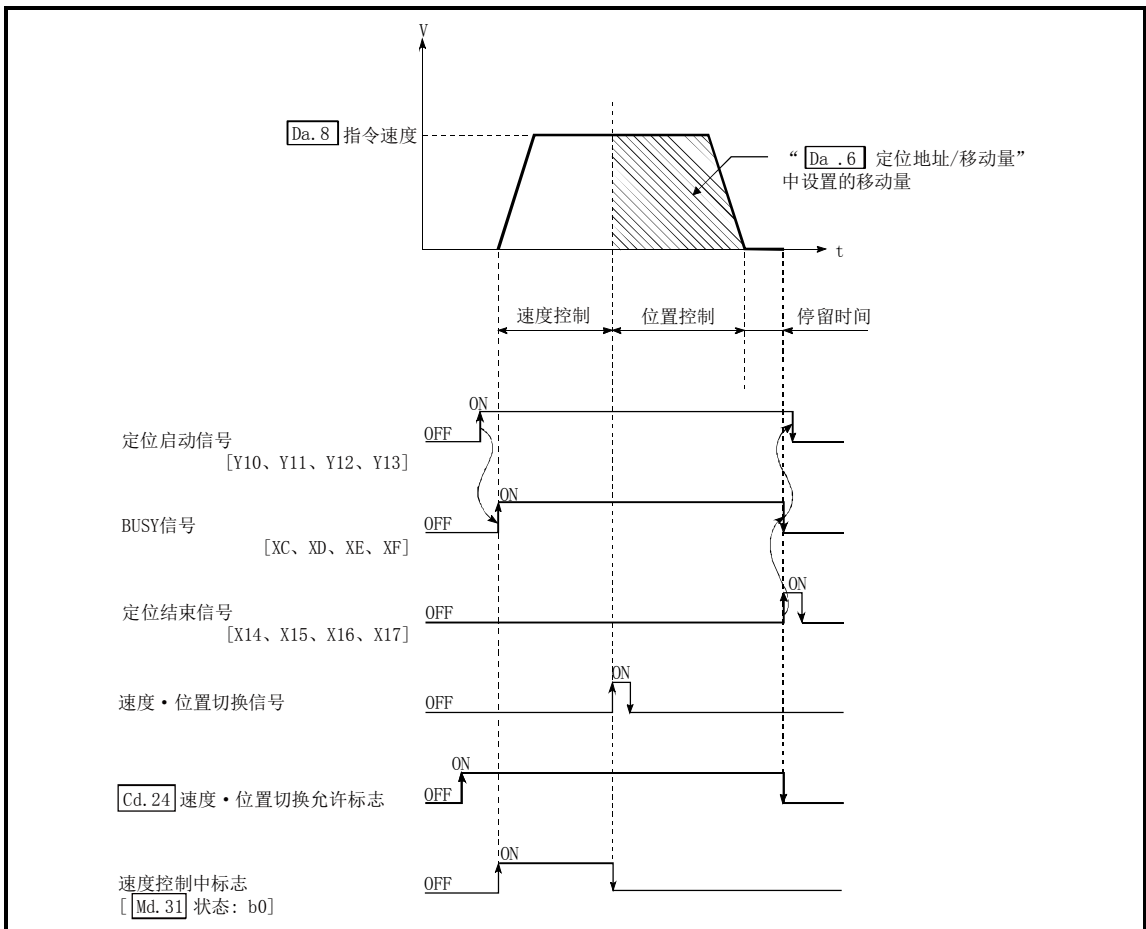 V
Da. 8 指令速度
“ Da .6 定位地址/移动量”
中设置的移动量
t
速度控制
位置控制
停留时间
ON
定位启动信号
OFF
[Y10、Y11、Y12、Y13]
ON
BUSY信号
OFF
[XC、XD、XE、XF]
ON
定位结束信号
OFF
[X14、X15、X16、X17]
ON
速度・位置切换信号
OFF
ON
Cd. 24 速度・位置切换允许标志
OFF
ON
速度控制中标志
OFF
[ Md. 31 状态: b0]